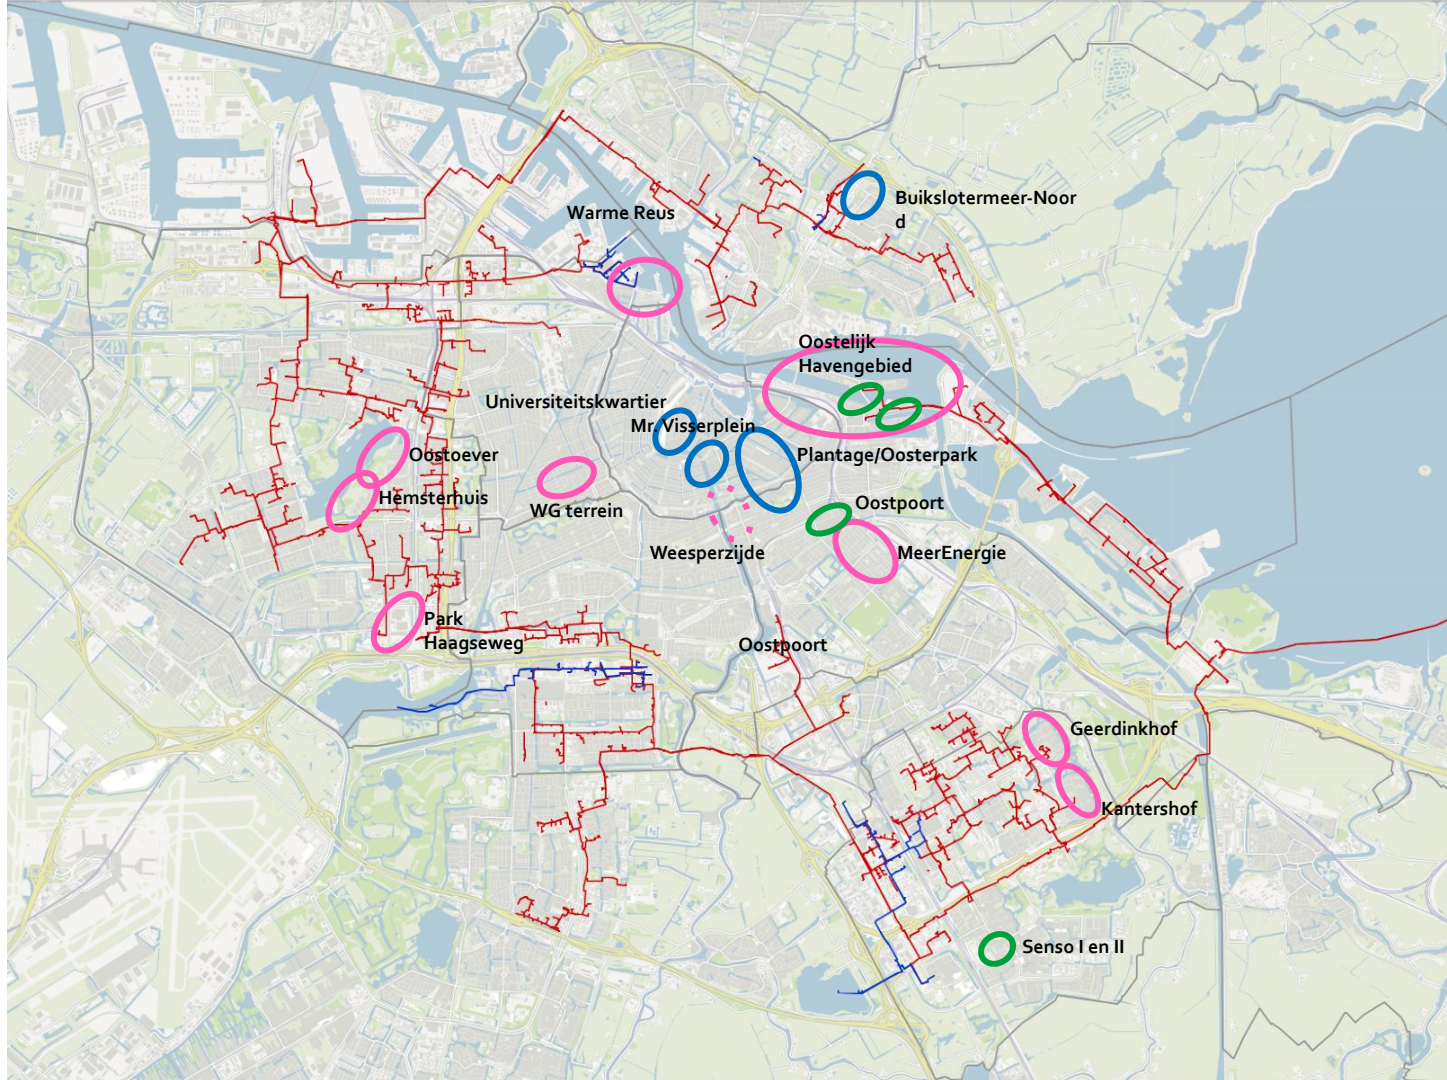 Buikslotermeer-Noor
d
Warme Reus
Oostelijk
Havengebied
Universiteitskwartier
Mr. Visserplein
Oostoever
Plantage/Oosterpark
Hemsterhuis
WG terrein
Oostpoort
Weesperzijde
MeerEnergie
Park
Haagseweg
Oostpoort
Geerdinkhof
Kantershof
Senso I en II